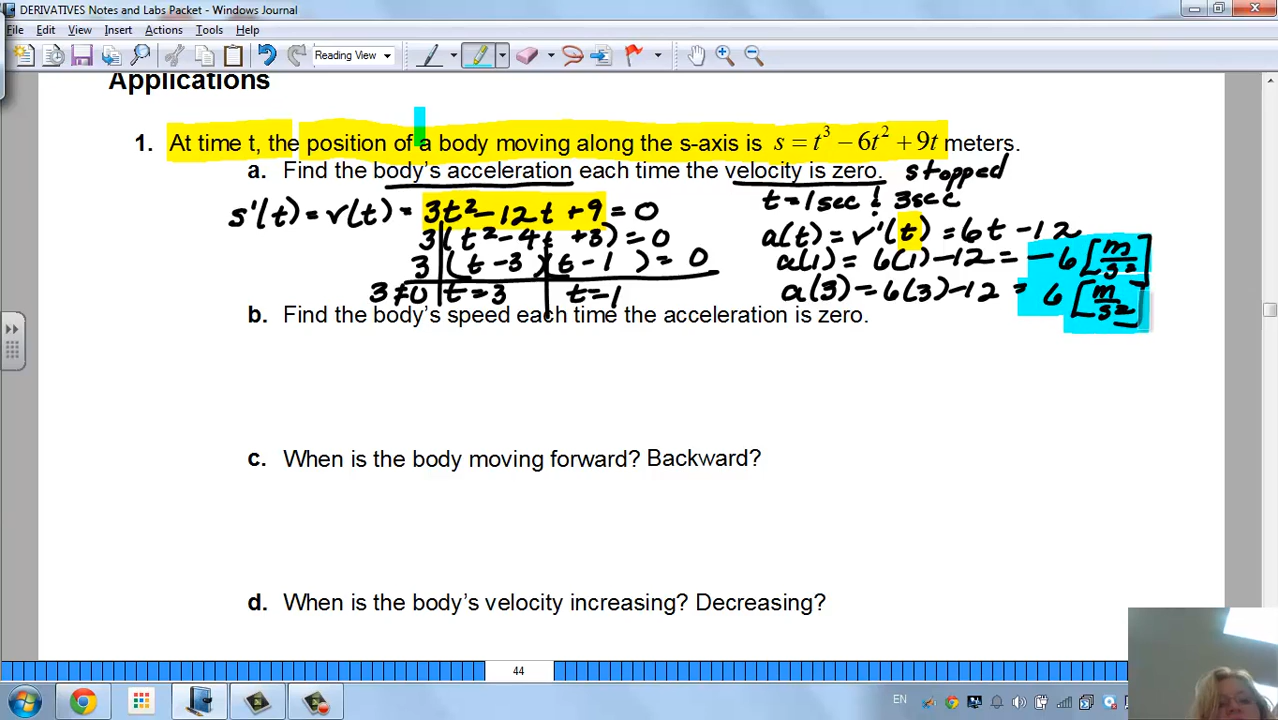 DERIVATIVES Notes and Labs Packet - Windows Journal
File Edit View Insert Actions Tools Help
Reading View
Applications
1. At time t, the position of a body moving along the s-axis is s = t³ − 6t² + 9t meters.
a. Find the body's acceleration each time the velocity is zero. stopped
t = 1 sec & 3 sec
s'(t) = v(t) = 3t² − 12t + 9 = 0
a(t) = v'(t) = 6t − 12
3(t² − 4t + 3) = 0
a(1) = 6(1) − 12 = −6 [m/s²]
3(t − 3)(t − 1) = 0
a(3) = 6(3) − 12 = 6 [m/s²]
3 ≠ 0 t = 3 t = 1
b. Find the body's speed each time the acceleration is zero.
c. When is the body moving forward? Backward?
d. When is the body's velocity increasing? Decreasing?
44
EN